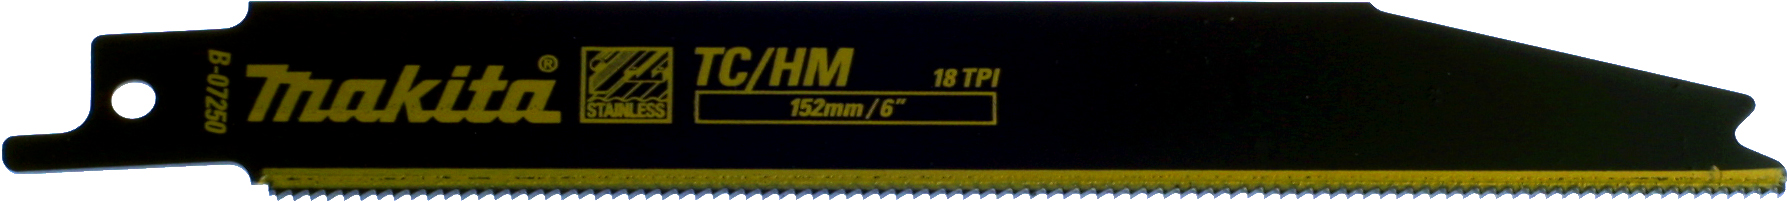 B-07250
Makita®
STAINLESS
TC/HM
18 TPI
152mm / 6"